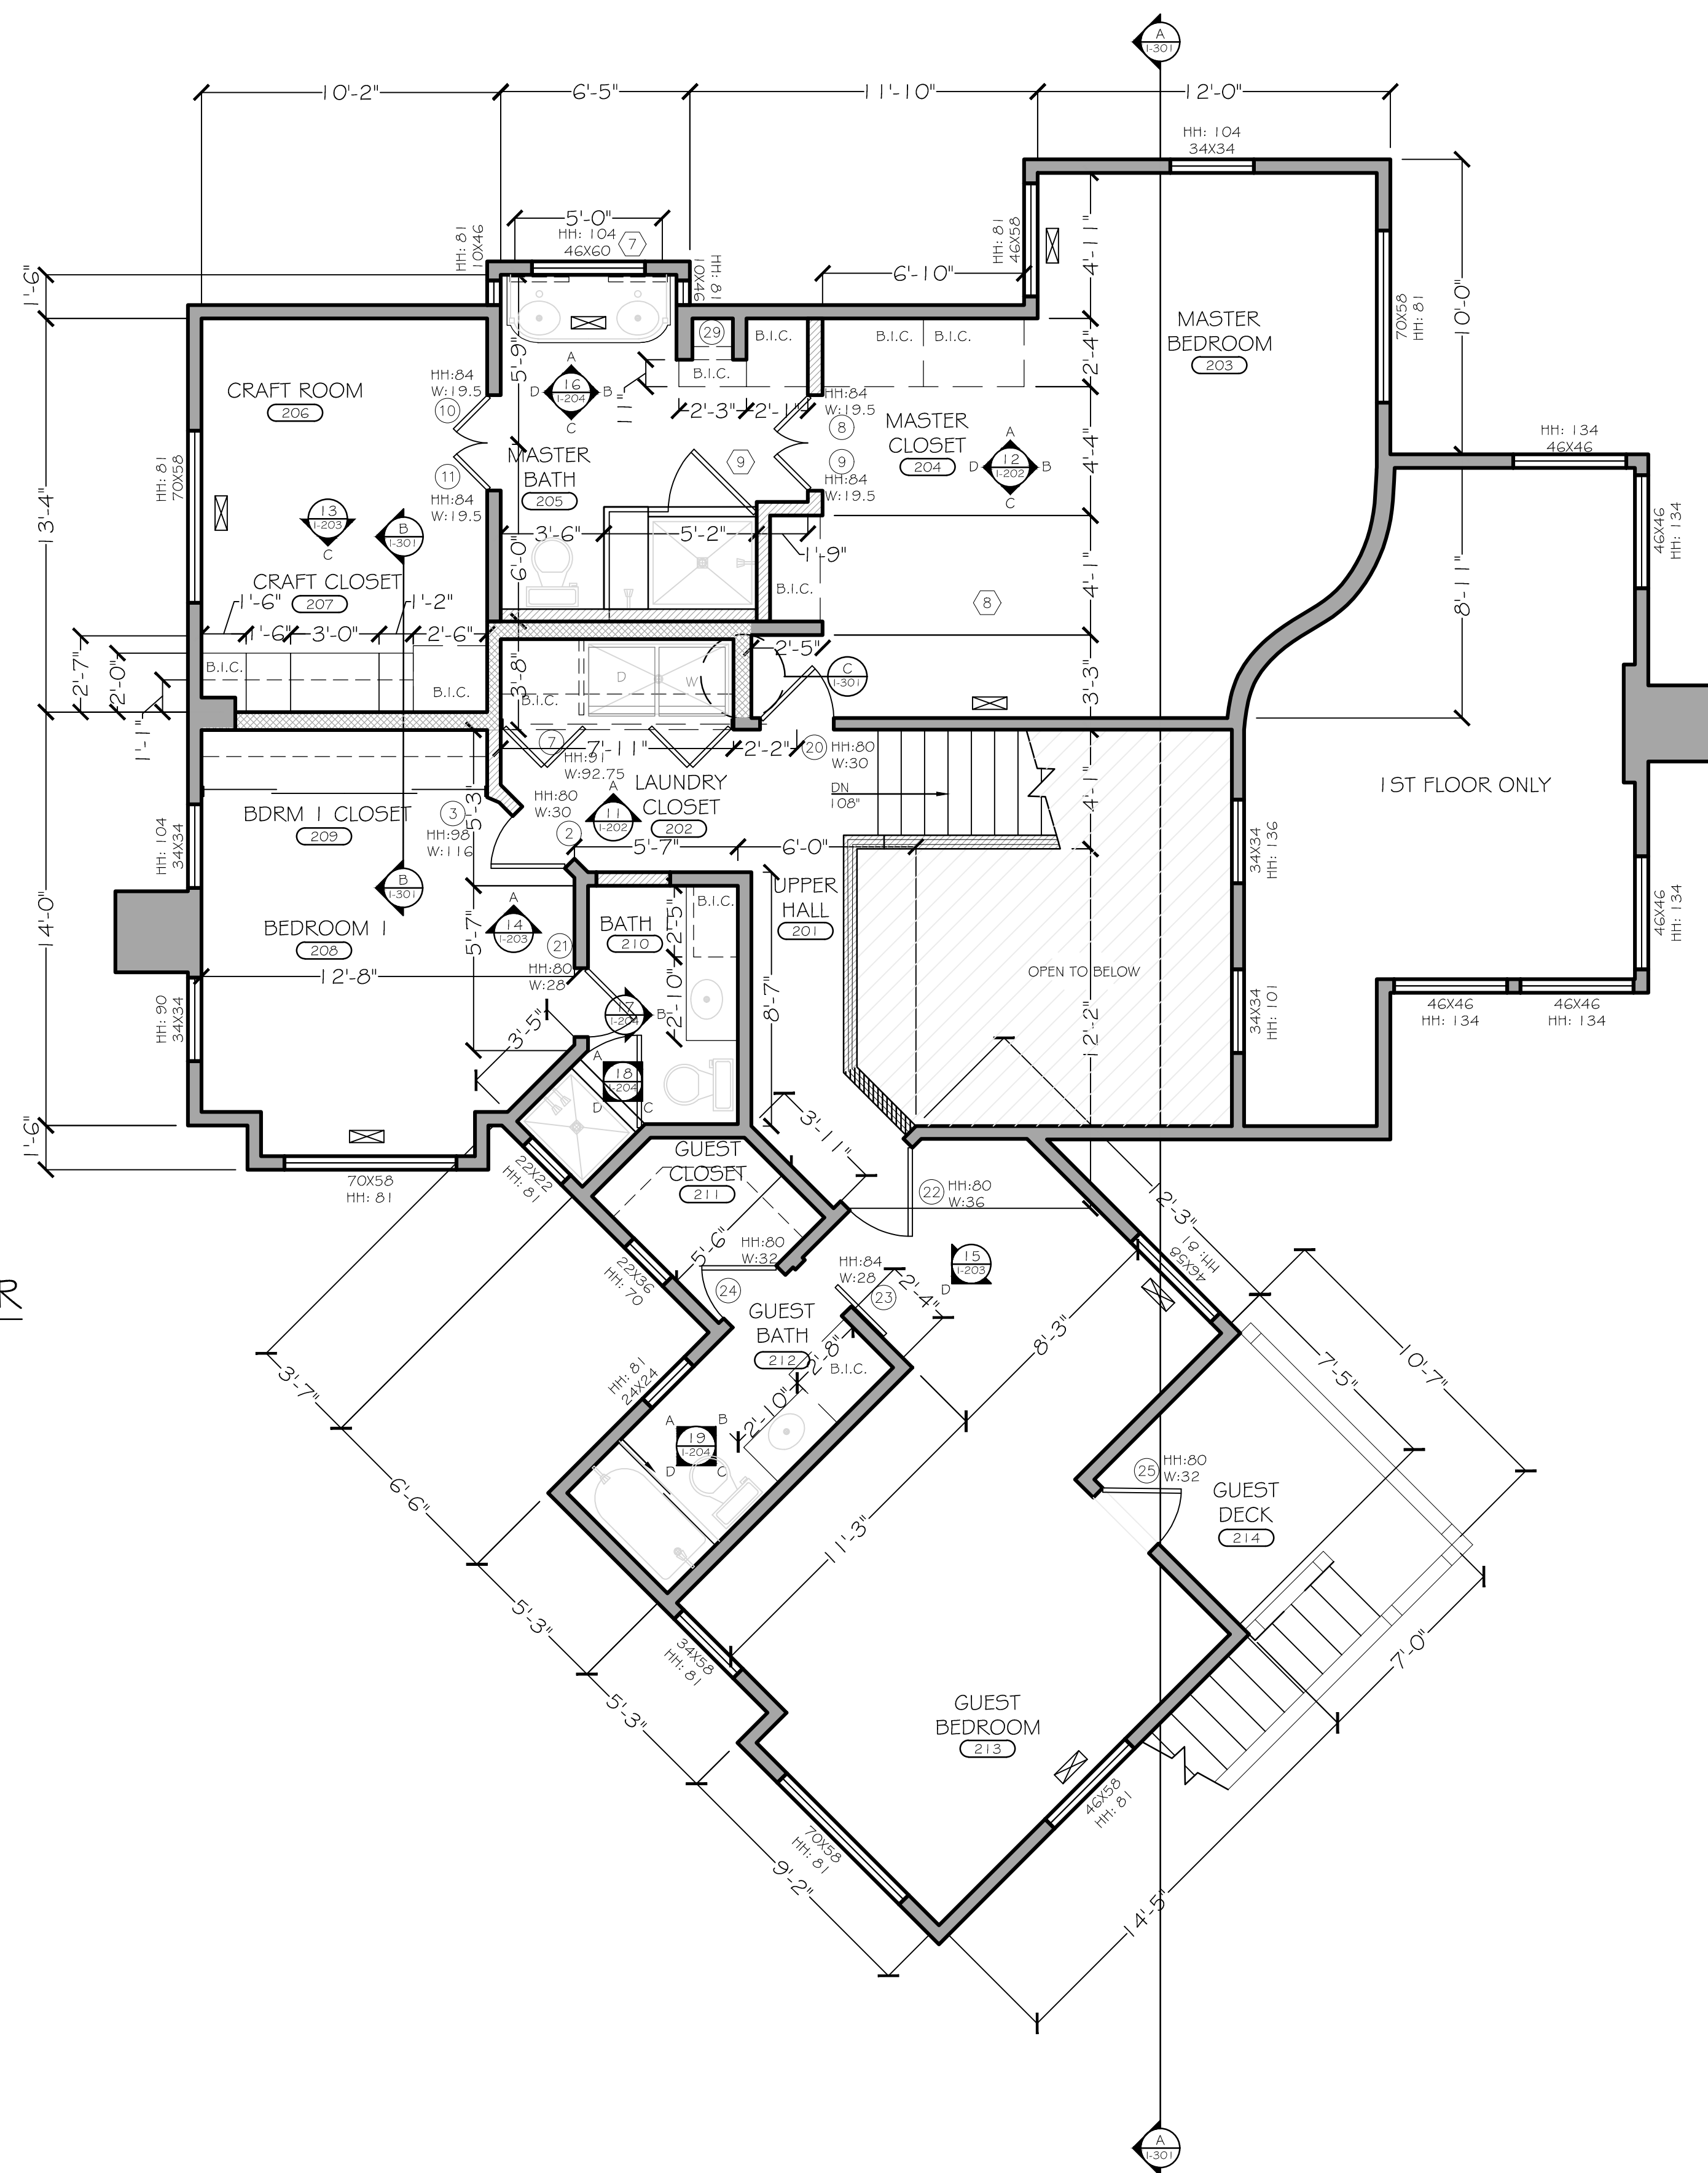 A
1-301
10'-2"
6'-5"
11'-10"
12'-0"
HH: 104
34X34
5'-0"
HH: 104
46X60
7
HH: 81
10X46
HH: 81
10X46
HH: 81
46X58
4'-11"
6'-10"
1'-6"
10'-0"
70X58
HH: 81
MASTER
BEDROOM
203
29
B.I.C.
B.I.C.
B.I.C.
B.I.C.
2'-4"
5'-9"
A
D
16
1-204
B
C
CRAFT ROOM
206
HH:84
W:19.5
10
2'-3"
2'-1"
HH:84
W:19.5
8
MASTER
CLOSET
204
A
D
12
1-202
B
C
4'-4"
HH: 134
46X46
MASTER
BATH
205
9
9
HH:84
W:19.5
11
HH:84
W:19.5
HH: 81
70X58
13'-4"
13
1-203
C
B
1-301
3'-6"
5'-2"
1'-9"
6'-0"
46X46
HH: 134
CRAFT CLOSET
207
B.I.C.
8
4'-1"
8'-11"
1'-6"
1'-2"
1'-6"
3'-0"
2'-6"
2'-5"
2'-7"
2'-0"
1'-1"
B.I.C.
B.I.C.
3'-8"
B.I.C.
D
W
C
1-301
3'-3"
7
7'-11"
2'-2"
20
HH:80
W:30
HH:91
W:92.75
LAUNDRY
CLOSET
202
DN
108"
4'-1"
1ST FLOOR ONLY
BDRM 1 CLOSET
209
3
HH:98
W:116
5'-3"
HH:80
W:30
2
A
11
1-202
5'-7"
6'-0"
HH: 104
34X34
34X34
HH: 136
B
1-301
UPPER
HALL
201
46X46
HH: 134
14'-0"
BEDROOM 1
208
A
14
1-203
5'-7"
BATH
210
B.I.C.
2'-5"
21
HH:80
W:28
12'-8"
OPEN TO BELOW
HH: 90
34X34
17
1-204
B
2'-10"
8'-7"
12'-2"
34X34
HH: 101
46X46
HH: 134
46X46
HH: 134
3'-5"
A
18
1-204
D
C
1'-6"
3'-11"
70X58
HH: 81
22X22
HH: 81
GUEST
CLOSET
211
22
HH:80
W:36
12'-3"
22X36
HH: 70
5'-6"
HH:80
W:32
24
HH:84
W:28
23
2'-4"
15
1-203
D
46X58
HH: 81
GUEST
BATH
212
2'-8"
B.I.C.
8'-3"
7'-5"
10'-7"
HH: 81
24X24
3'-7"
2'-10"
A
B
19
1-204
D
C
25
HH:80
W:32
GUEST
DECK
214
6'-6"
11'-3"
5'-3"
34X58
HH: 81
7'-0"
5'-3"
GUEST
BEDROOM
213
46X58
HH: 81
70X58
HH: 81
9'-2"
14'-5"
A
1-301